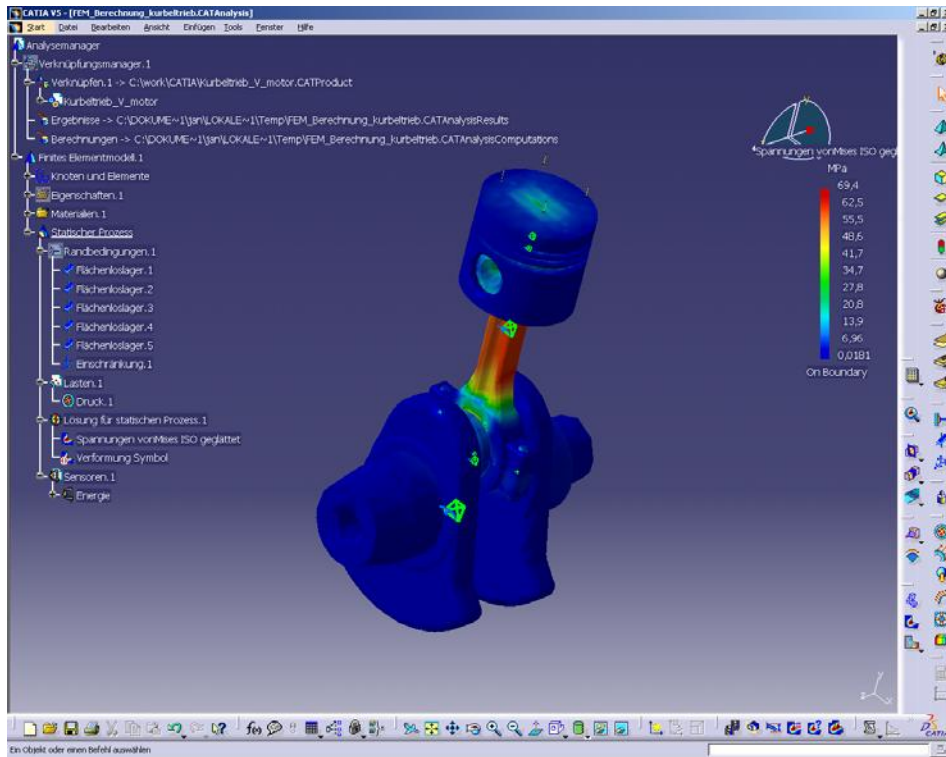 CATIA V5 - [FEM_Berechnung_kurbeltrieb.CATAnalysis]
Start Datei Bearbeiten Ansicht Einfügen Tools Fenster Hilfe
Analysemanager
Verknüpfungsmanager.1
Verknüpfen.1 -> C:\work\CATIA\Kurbeltrieb_V_motor.CATProduct
Kurbeltrieb_V_motor
Ergebnisse -> C:\DOKUME~1\jan\LOKALE~1\Temp\FEM_Berechnung_kurbeltrieb.CATAnalysisResults
Berechnungen -> C:\DOKUME~1\jan\LOKALE~1\Temp\FEM_Berechnung_kurbeltrieb.CATAnalysisComputations
Finites Elementmodell.1
Knoten und Elemente
Eigenschaften.1
Materialien.1
Statischer Prozess
Randbedingungen.1
Flächenloslager.1
Flächenloslager.2
Flächenloslager.3
Flächenloslager.4
Flächenloslager.5
Einschränkung.1
Lasten.1
Druck.1
Lösung für statischen Prozess.1
Spannungen vonMises ISO geglättet
Verformung Symbol
Sensoren.1
Energie
Spannungen vonMises ISO gegl
MPa
69,4
62,5
55,5
48,6
41,7
34,7
27,8
20,8
13,9
6,96
0,0181
On Boundary
f(x)
CATIA
Ein Objekt oder einen Befehl auswählen